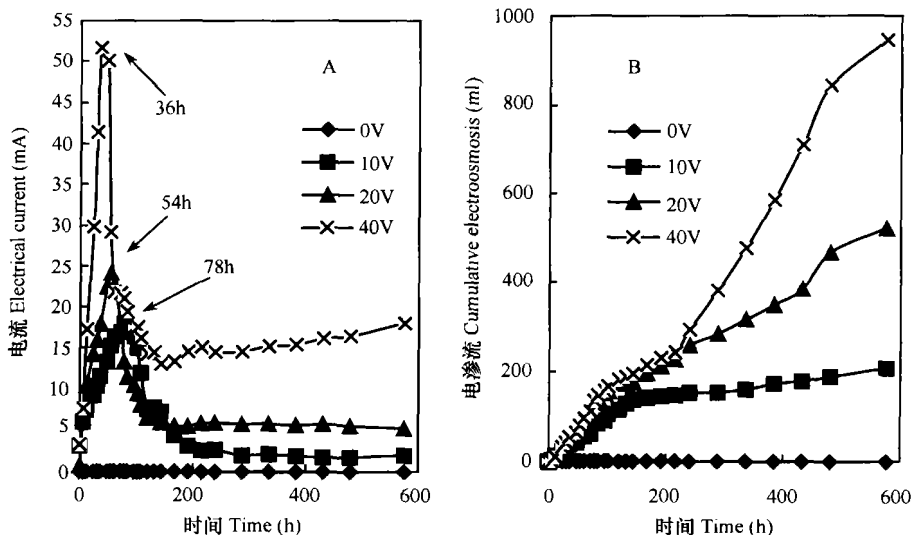 电流 Electrical current (mA)
55
50
45
40
35
30
25
20
15
10
5
0
A
36h
54h
78h
0V
10V
20V
40V
0
200
400
600
时间 Time (h)
电渗流 Cumulative electroosmosis (ml)
1000
800
600
400
200
0
B
0V
10V
20V
40V
0
200
400
600
时间 Time (h)